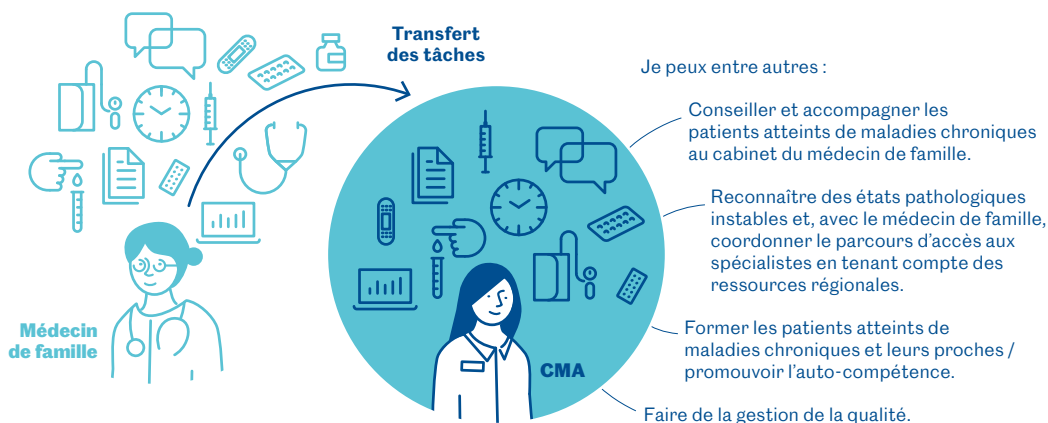 Transfert
des tâches
Médecin
de famille
CMA
Je peux entre autres :
Conseiller et accompagner les
patients atteints de maladies chroniques
au cabinet du médecin de famille.
Reconnaître des états pathologiques
instables et, avec le médecin de famille,
coordonner le parcours d’accès aux
spécialistes en tenant compte des
ressources régionales.
Former les patients atteints de
maladies chroniques et leurs proches /
promouvoir l’auto-compétence.
Faire de la gestion de la qualité.